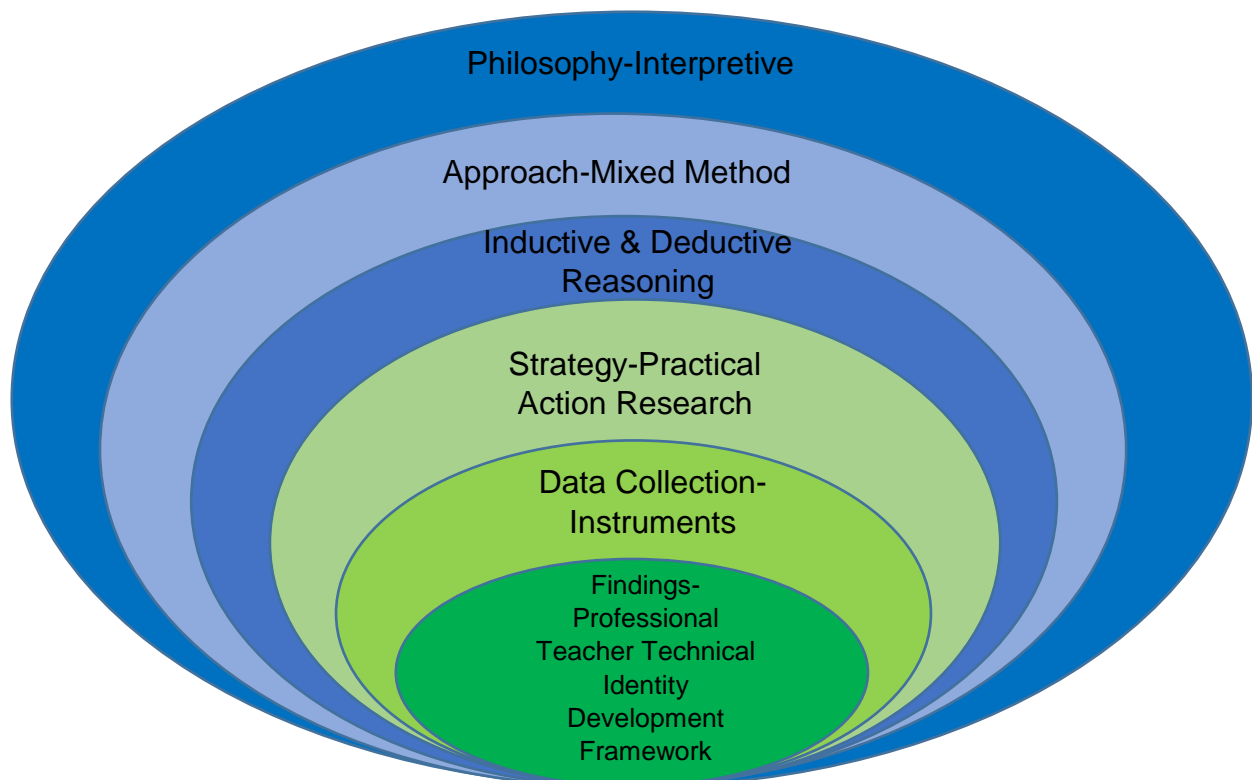 Philosophy-Interpretive
Approach-Mixed Method
Inductive & Deductive
Reasoning
Strategy-Practical
Action Research
Data Collection-
Instruments
Findings-
Professional
Teacher Technical
Identity
Development
Framework